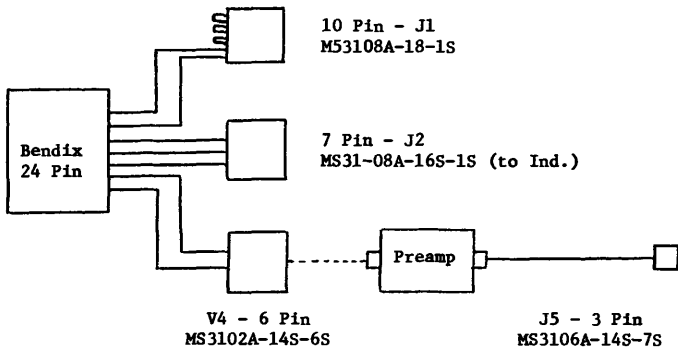 10 Pin - J1
M53108A-18-1S
Bendix
24 Pin
7 Pin - J2
MS31~08A-16S-1S (to Ind.)
Preamp
V4 - 6 Pin
MS3102A-14S-6S
J5 - 3 Pin
MS3106A-14S~7S